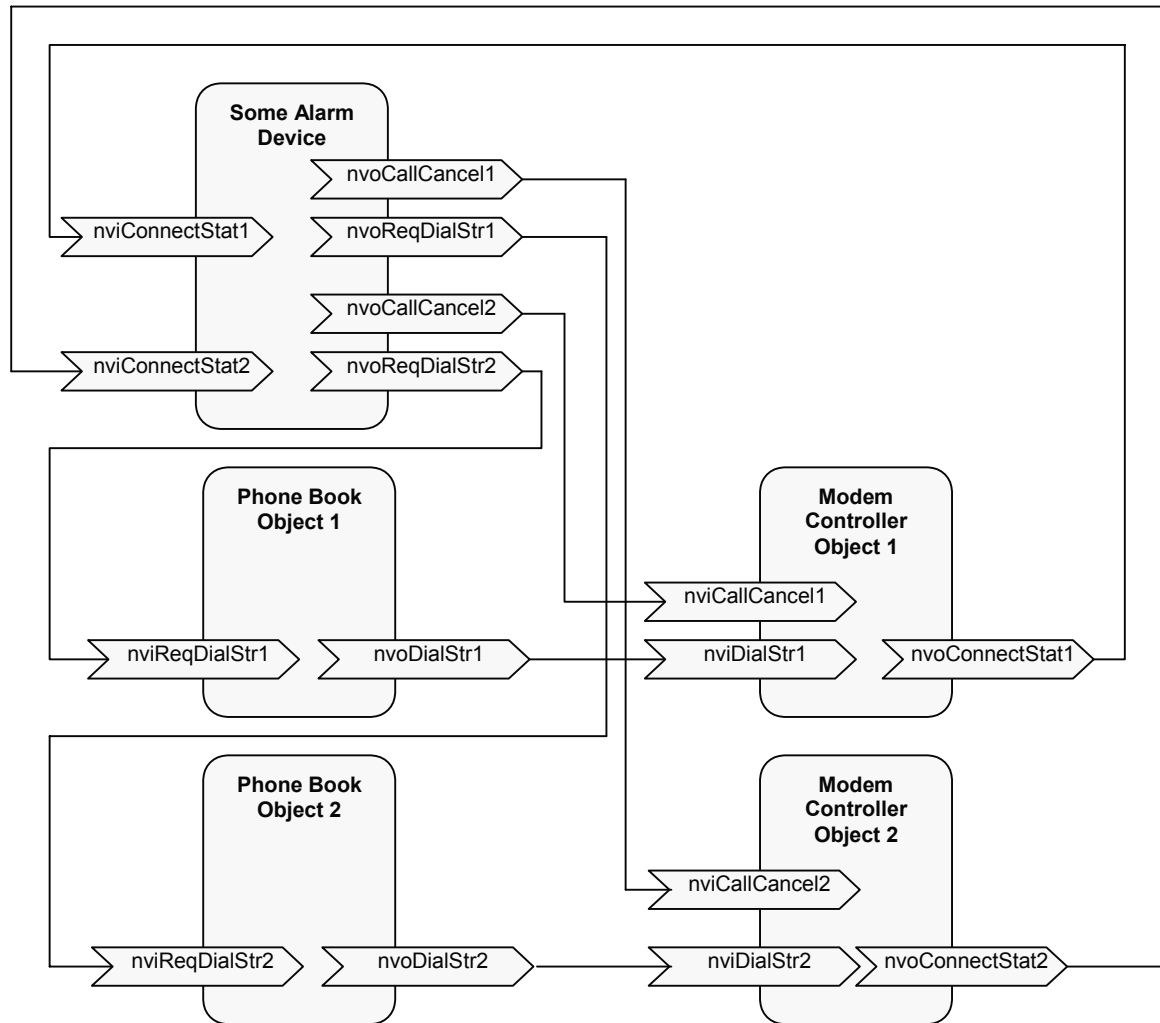 Some Alarm
Device
nvoCallCancel1
nviConnectStat1
nvoReqDialStr1
nvoCallCancel2
nviConnectStat2
nvoReqDialStr2
Phone Book
Object 1
Modem
Controller
Object 1
nviCallCancel1
nviReqDialStr1
nvoDialStr1
nviDialStr1
nvoConnectStat1
Phone Book
Object 2
Modem
Controller
Object 2
nviCallCancel2
nviReqDialStr2
nvoDialStr2
nviDialStr2
nvoConnectStat2